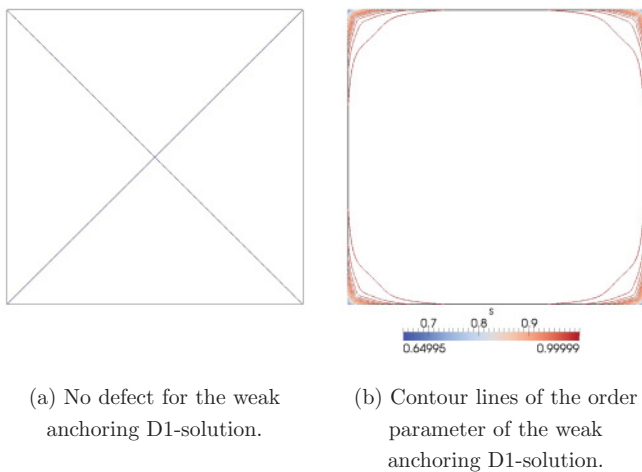 s
0.7 0.8 0.9
0.64995 0.99999
(a) No defect for the weak
anchoring D1-solution.
(b) Contour lines of the order
parameter of the weak
anchoring D1-solution.